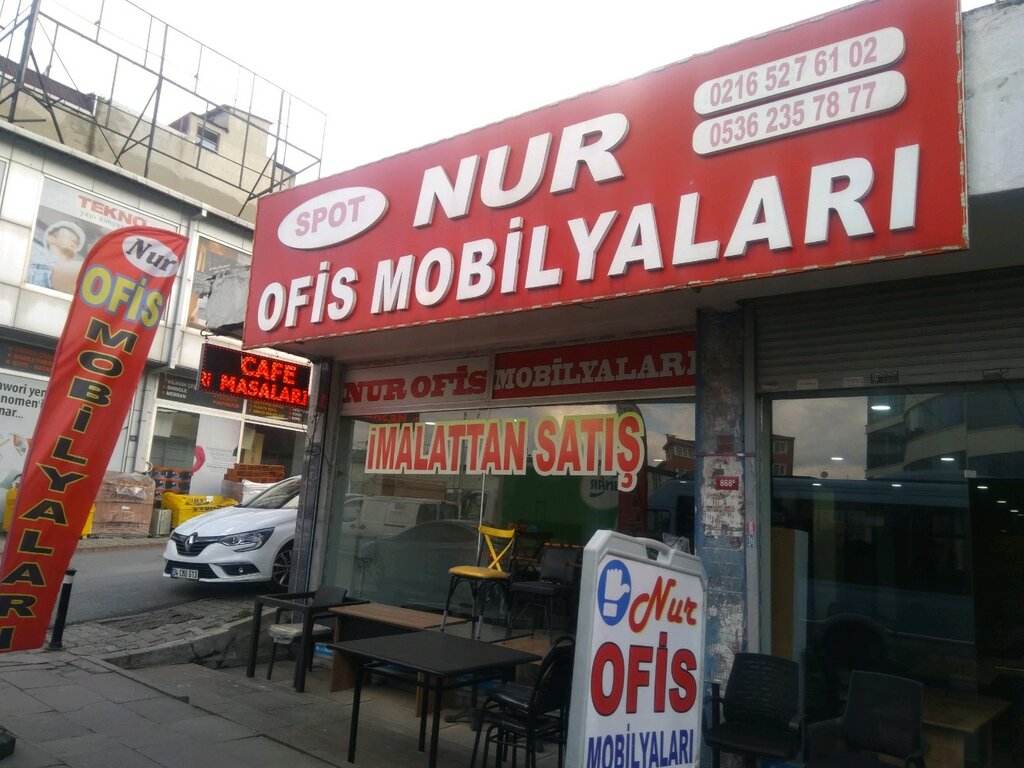 SPOT
NUR
0216 527 61 02
0536 235 78 77
OFİS MOBİLYALARI
TEKNO
Nur
OFİS
MOBİLYALARI
CAFE
MASALARI
NUR OFİS
MOBİLYALARI
İMALATTAN SATIŞ
868
Nur
OFİS
MOBİLYALARI